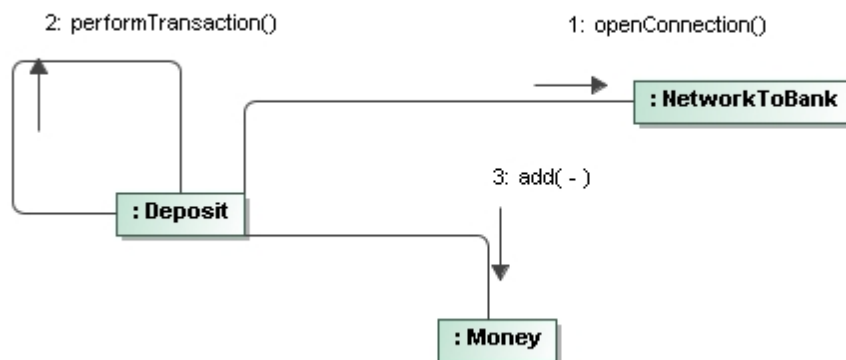 2: performTransaction()
1: openConnection()
: NetworkToBank
3: add( - )
: Deposit
: Money